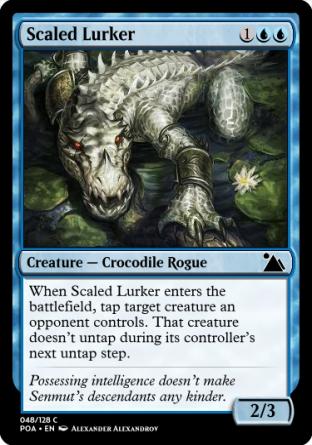 Scaled Lurker 1
Creature — Crocodile Rogue
When Scaled Lurker enters the
battlefield, tap target creature an
opponent controls. That creature
doesn't untap during its controller's
next untap step.
Possessing intelligence doesn't make
Senmut's descendants any kinder.
2/3
048/128 C
POA • EN ALEXANDER ALEXANDROV